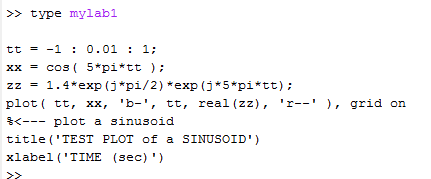 >> type mylab1
tt = -1 : 0.01 : 1;
xx = cos( 5*pi*tt );
zz = 1.4*exp(j*pi/2)*exp(j*5*pi*tt);
plot( tt, xx, 'b-', tt, real(zz), 'r--' ), grid on
%<--- plot a sinusoid
title('TEST PLOT of a SINUSOID')
xlabel('TIME (sec)')
>>